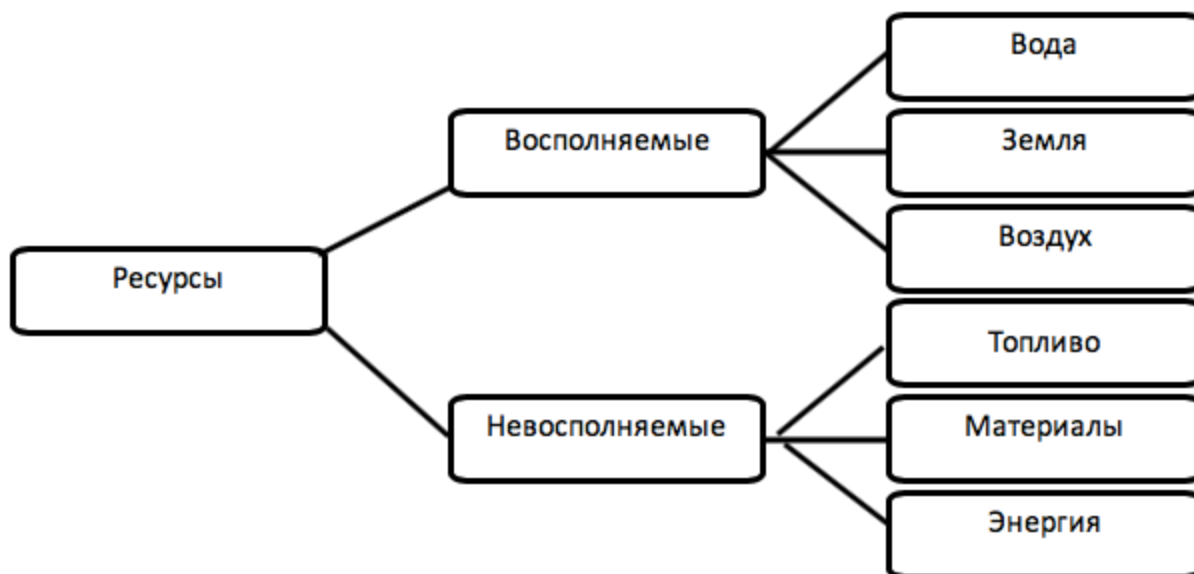 Вода
Восполняемые
Земля
Воздух
Ресурсы
Топливо
Невосполняемые
Материалы
Энергия